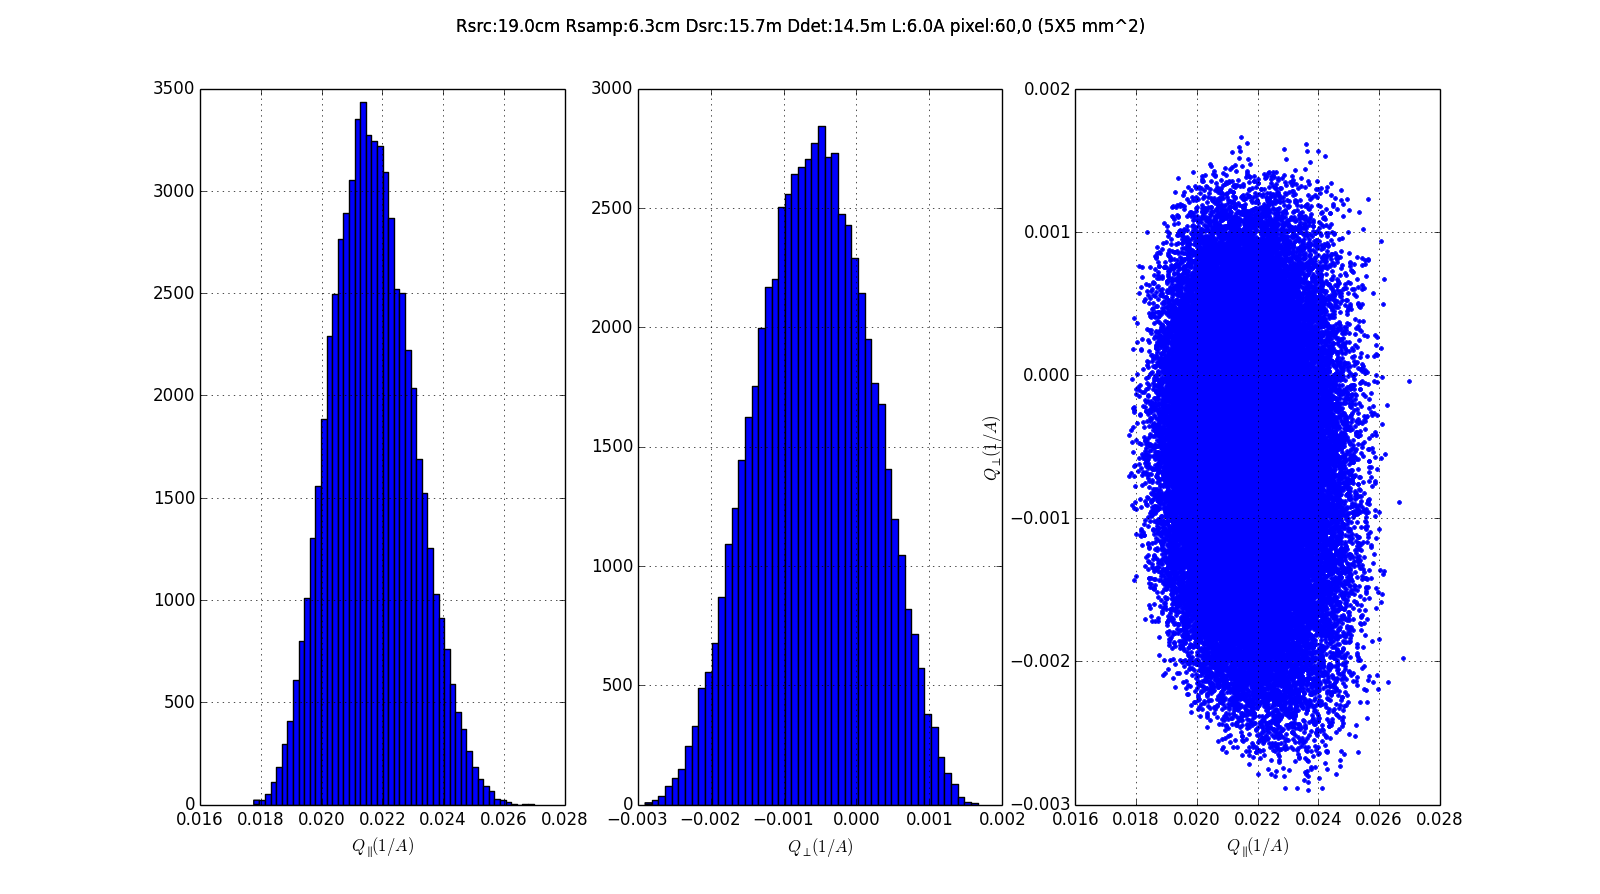 Rsrc:19.0cm Rsamp:6.3cm Dsrc:15.7m Ddet:14.5m L:6.0A pixel:60,0 (5X5 mm^2)
3500
3000
2500
2000
1500
1000
500
0
0.016 0.018 0.020 0.022 0.024 0.026 0.028
Q∥(1/A)
3000
2500
2000
1500
1000
500
0
−0.003 −0.002 −0.001 0.000 0.001 0.002
Q⊥(1/A)
Q⊥(1/A)
0.002
0.001
0.000
−0.001
−0.002
−0.003
0.016 0.018 0.020 0.022 0.024 0.026 0.028
Q∥(1/A)